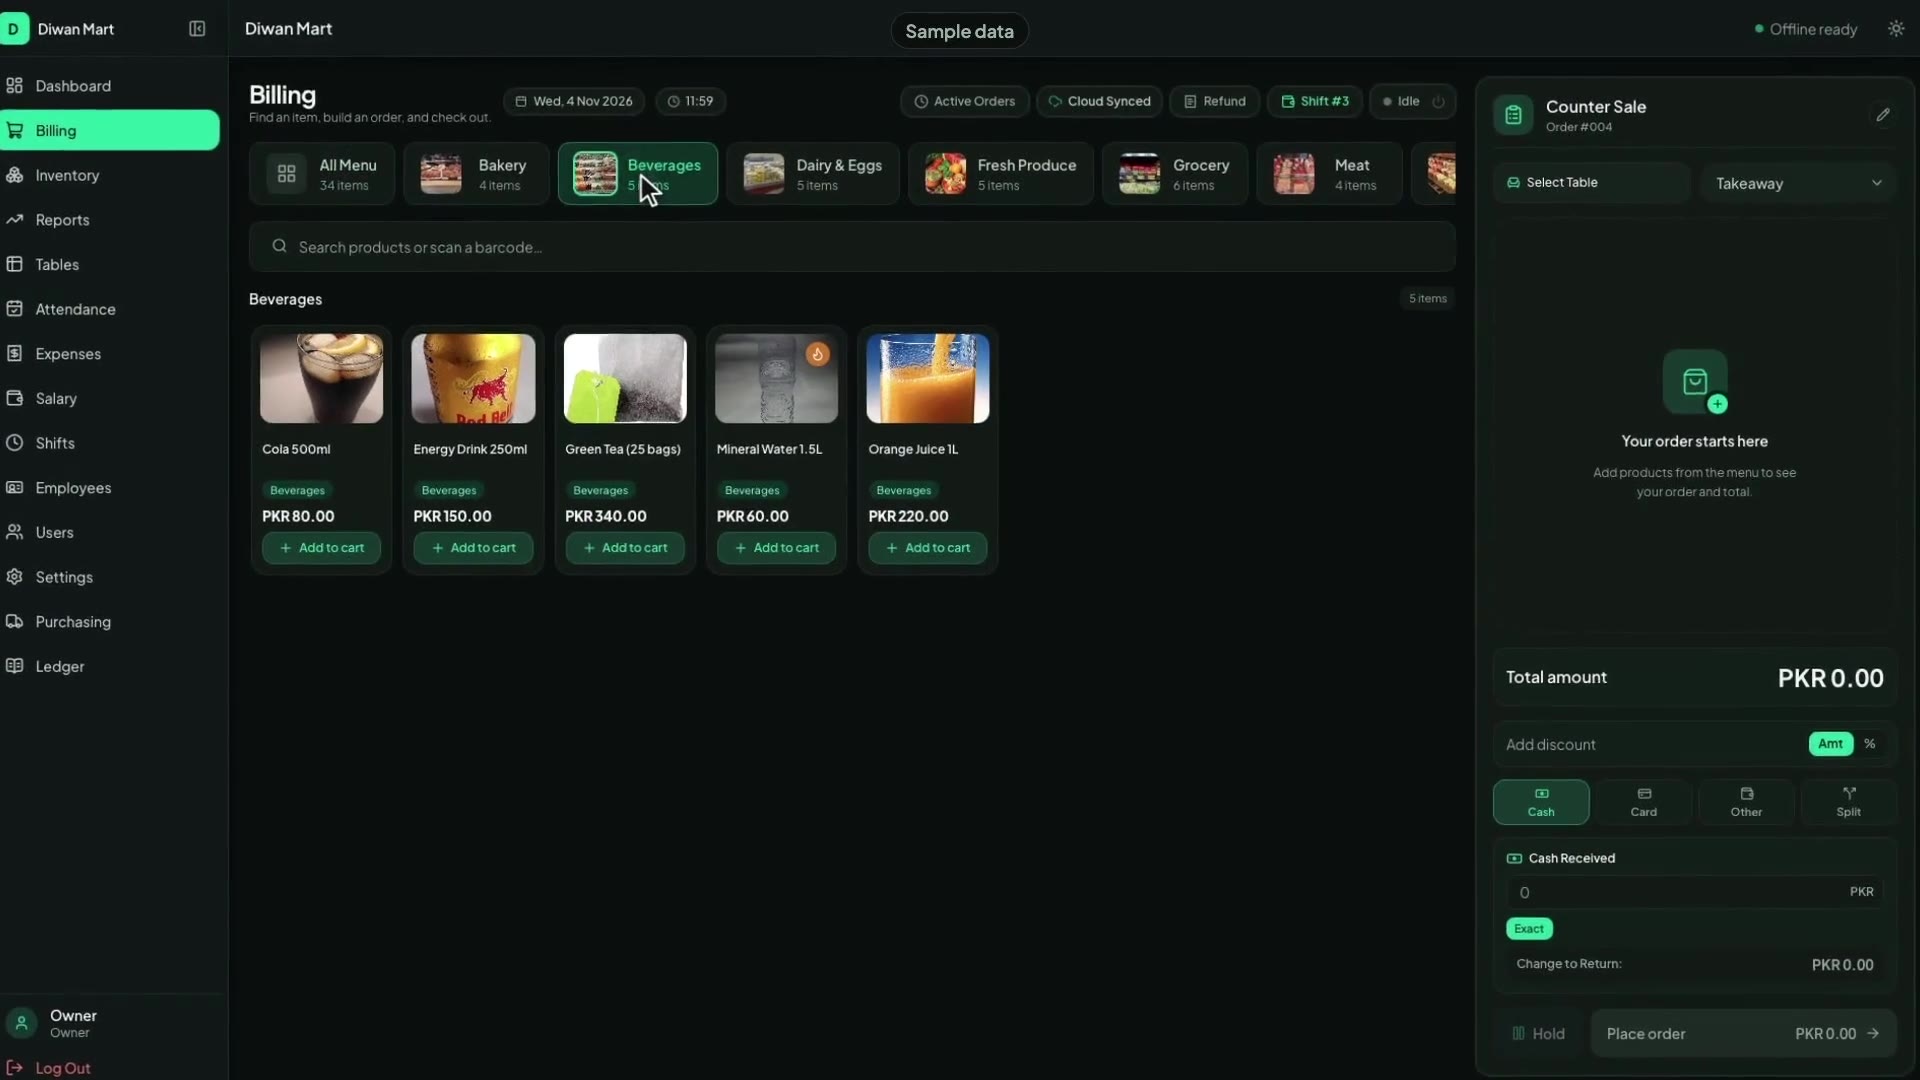 D Diwan Mart
Dashboard
Billing
Inventory
Reports
Tables
Attendance
Expenses
Salary
Shifts
Employees
Users
Settings
Purchasing
Ledger
Owner
Owner
Log Out
Diwan Mart
Sample data
Offline ready
Billing
Find an item, build an order, and check out.
Wed, 4 Nov 2026
11:59
Active Orders
Cloud Synced
Refund
Shift #3
Idle
All Menu
34 items
Bakery
4 items
Beverages
5
Dairy & Eggs
5 items
Fresh Produce
5 items
Grocery
6 items
Meat
4 items
Search products or scan a barcode...
Beverages
5 items
Cola 500ml
Beverages
PKR 80.00
+ Add to cart
Energy Drink 250ml
Beverages
PKR 150.00
+ Add to cart
Green Tea (25 bags)
Beverages
PKR 340.00
+ Add to cart
Mineral Water 1.5L
Beverages
PKR 60.00
+ Add to cart
Orange Juice 1L
Beverages
PKR 220.00
+ Add to cart
Counter Sale
Order #004
Select Table
Takeaway
Your order starts here
Add products from the menu to see
your order and total.
Total amount
PKR 0.00
Add discount
Amt
%
Cash
Card
Other
Split
Cash Received
0
PKR
Exact
Change to Return:
PKR 0.00
Hold
Place order
PKR 0.00